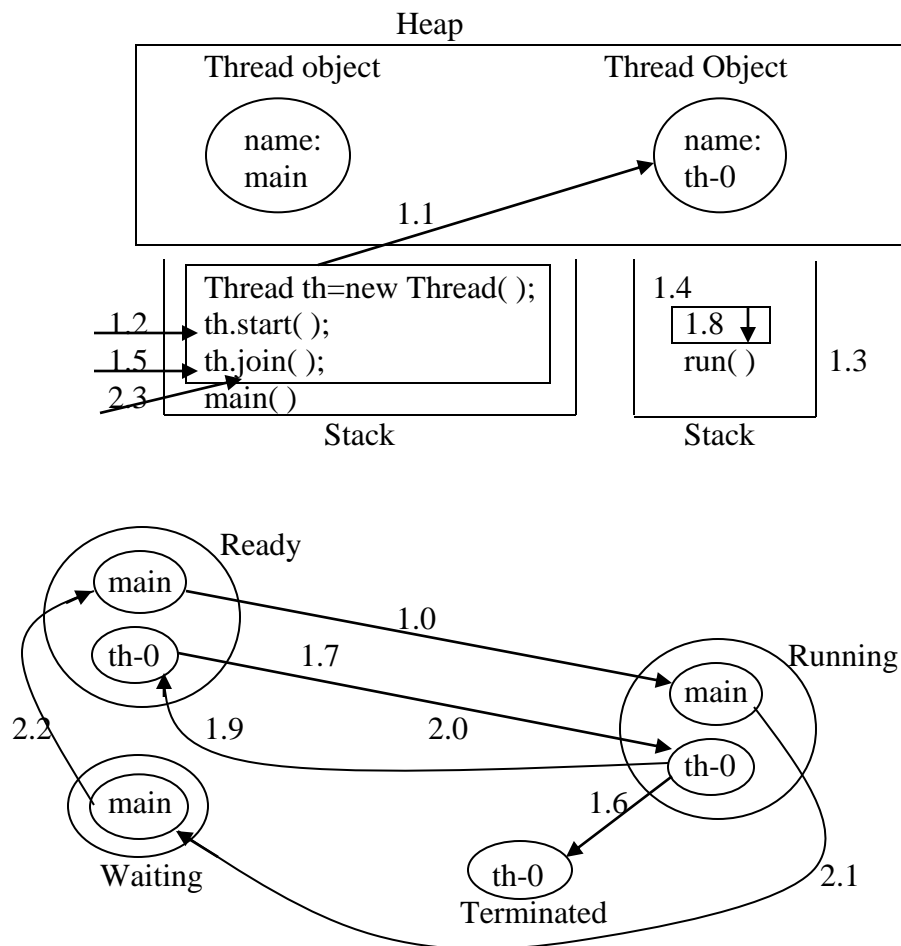 Heap
Thread object
Thread Object
name:
main
name:
th-0
1.1
Thread th=new Thread( );
1.2
th.start( );
1.5
th.join( );
2.3
main( )
Stack
1.4
1.8
run( )
1.3
Stack
Ready
main
1.0
th-0
1.7
Running
main
2.2
1.9
2.0
th-0
main
1.6
Waiting
th-0
2.1
Terminated